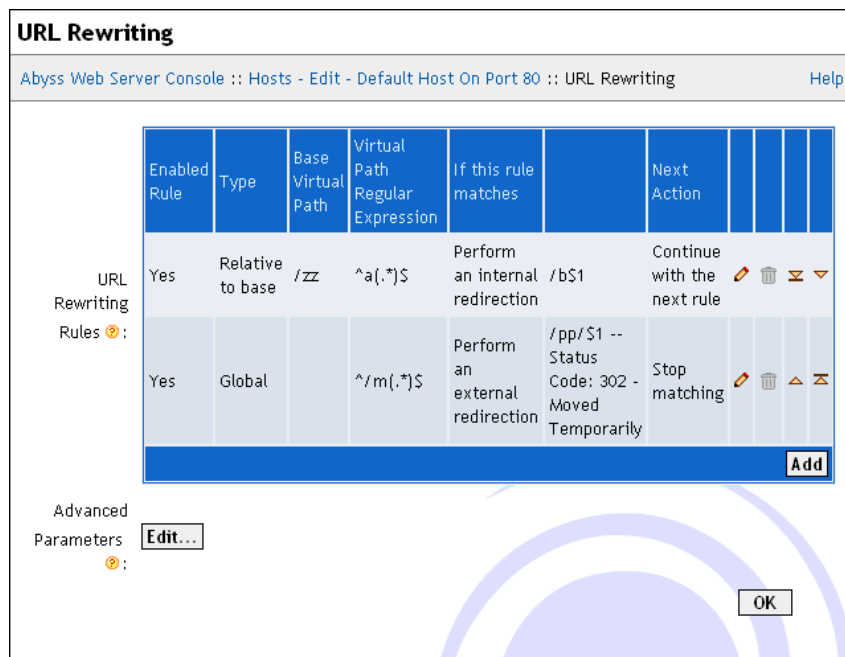 URL Rewriting
Abyss Web Server Console :: Hosts - Edit - Default Host On Port 80 :: URL Rewriting Help
URL
Rewriting
Rules ? :
Enabled
Rule
Type
Base
Virtual
Path
Virtual
Path
Regular
Expression
If this rule
matches
Next
Action
Yes
Relative
to base
/zz
^a(.*)$
Perform
an internal
redirection
/b$1
Continue
with the
next rule
Yes
Global
^/m(.*)$
Perform
an
external
redirection
/pp/$1 --
Status
Code: 302 -
Moved
Temporarily
Stop
matching
Add
Advanced
Parameters
? :
Edit...
OK